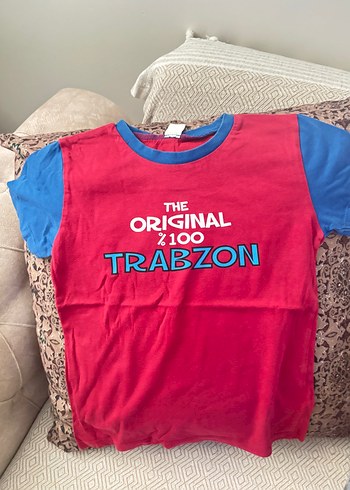 THE
ORIGINAL
% 100
TRABZON